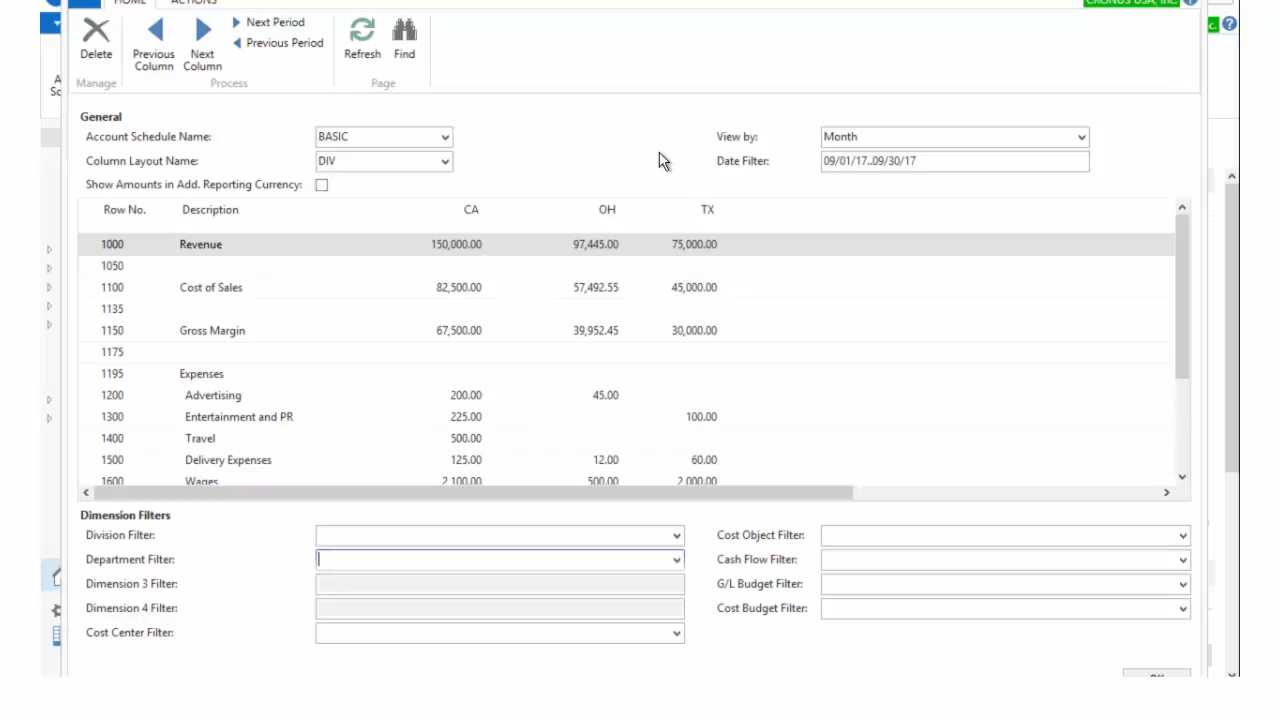 HOME ACTIONS
CRONUS USA, Inc.
Delete
Previous Column
Next Column
Next Period
Previous Period
Refresh
Find
Manage
Process
Page
General
Account Schedule Name: BASIC
View by: Month
Column Layout Name: DIV
Date Filter: 09/01/17..09/30/17
Show Amounts in Add. Reporting Currency:
Row No. Description CA OH TX
1000 Revenue 150,000.00 97,445.00 75,000.00
1050
1100 Cost of Sales 82,500.00 57,492.55 45,000.00
1135
1150 Gross Margin 67,500.00 39,952.45 30,000.00
1175
1195 Expenses
1200 Advertising 200.00 45.00
1300 Entertainment and PR 225.00 100.00
1400 Travel 500.00
1500 Delivery Expenses 125.00 12.00 60.00
1600 Wages 2,100.00 500.00 2,000.00
Dimension Filters
Division Filter:
Cost Object Filter:
Department Filter:
Cash Flow Filter:
Dimension 3 Filter:
G/L Budget Filter:
Dimension 4 Filter:
Cost Budget Filter:
Cost Center Filter: